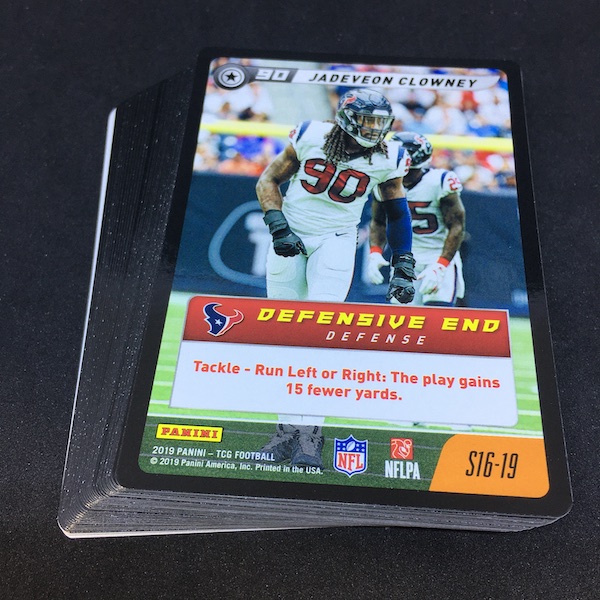 90 JADEVEON CLOWNEY
90
5
DEFENSIVE END
DEFENSE
Tackle - Run Left or Right: The play gains
15 fewer yards.
PANINI
2019 PANINI – TCG FOOTBALL
© 2019 Panini America, Inc. Printed in the USA.
NFL
NFLPA
S16-19